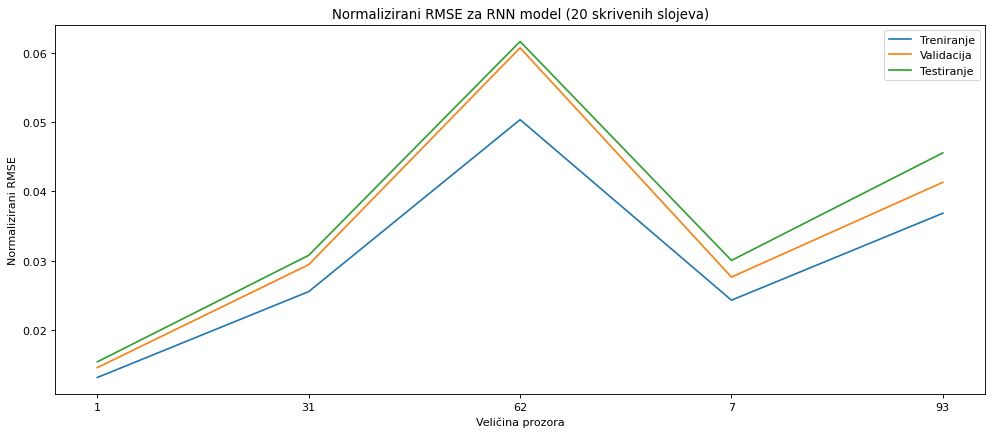 Normalizirani RMSE za RNN model (20 skrivenih slojeva)
Treniranje
Validacija
Testiranje
Normalizirani RMSE
0.06
0.05
0.04
0.03
0.02
1 31 62 7 93
Veličina prozora